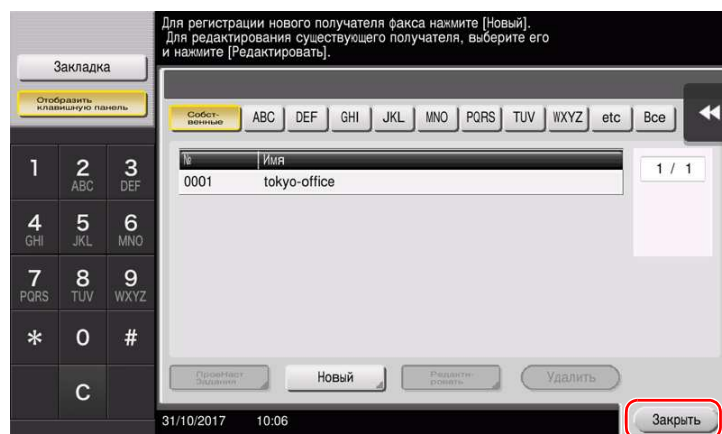 Для регистрации нового получателя факса нажмите [Новый].
Для редактирования существующего получателя, выберите его
и нажмите [Редактировать].
Закладка
Отобразить
клавишную панель
Собст-
венные
ABC DEF GHI JKL MNO PQRS TUV WXYZ etc Все
№ Имя
1 / 1
0001 tokyo-office
1 2 3
ABC DEF
4 5 6
GHI JKL MNO
7 8 9
PQRS TUV WXYZ
* 0 #
C
ПровНаст
Задания
Новый
Редакти-
ровать
Удалить
31/10/2017 10:06
Закрыть